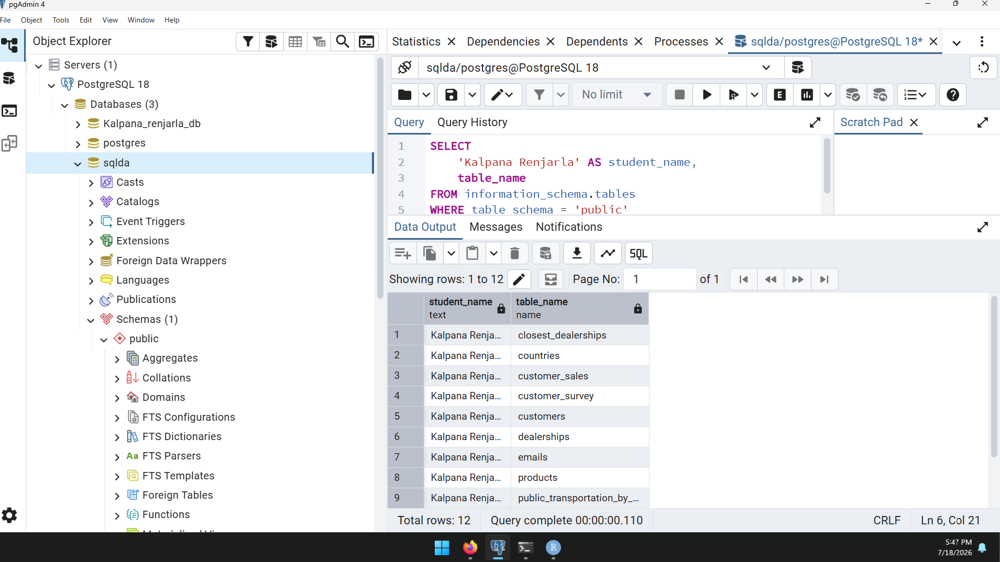 pgAdmin 4
File Object Tools Edit View Window Help
Object Explorer
Servers (1)
PostgreSQL 18
Databases (3)
Kalpana_renjarla_db
postgres
sqlda
Casts
Catalogs
Event Triggers
Extensions
Foreign Data Wrappers
Languages
Publications
Schemas (1)
public
Aggregates
Collations
Domains
FTS Configurations
FTS Dictionaries
Aa FTS Parsers
FTS Templates
Foreign Tables
Functions
Statistics Dependencies Dependents Processes sqlda/postgres@PostgreSQL 18*
sqlda/postgres@PostgreSQL 18
No limit E
Query Query History Scratch Pad
1 SELECT
2 'Kalpana Renjarla' AS student_name,
3 table_name
4 FROM information_schema.tables
5 WHERE table_schema = 'public'
Data Output Messages Notifications
SQL
Showing rows: 1 to 12 Page No: 1 of 1
student_name table_name
text name
1 Kalpana Renja... closest_dealerships
2 Kalpana Renja... countries
3 Kalpana Renja... customer_sales
4 Kalpana Renja... customer_survey
5 Kalpana Renja... customers
6 Kalpana Renja... dealerships
7 Kalpana Renja... emails
8 Kalpana Renja... products
9 Kalpana Renja... public_transportation_by_...
Total rows: 12 Query complete 00:00:00.110 CRLF Ln 6, Col 21
R
5:47 PM
7/18/2026